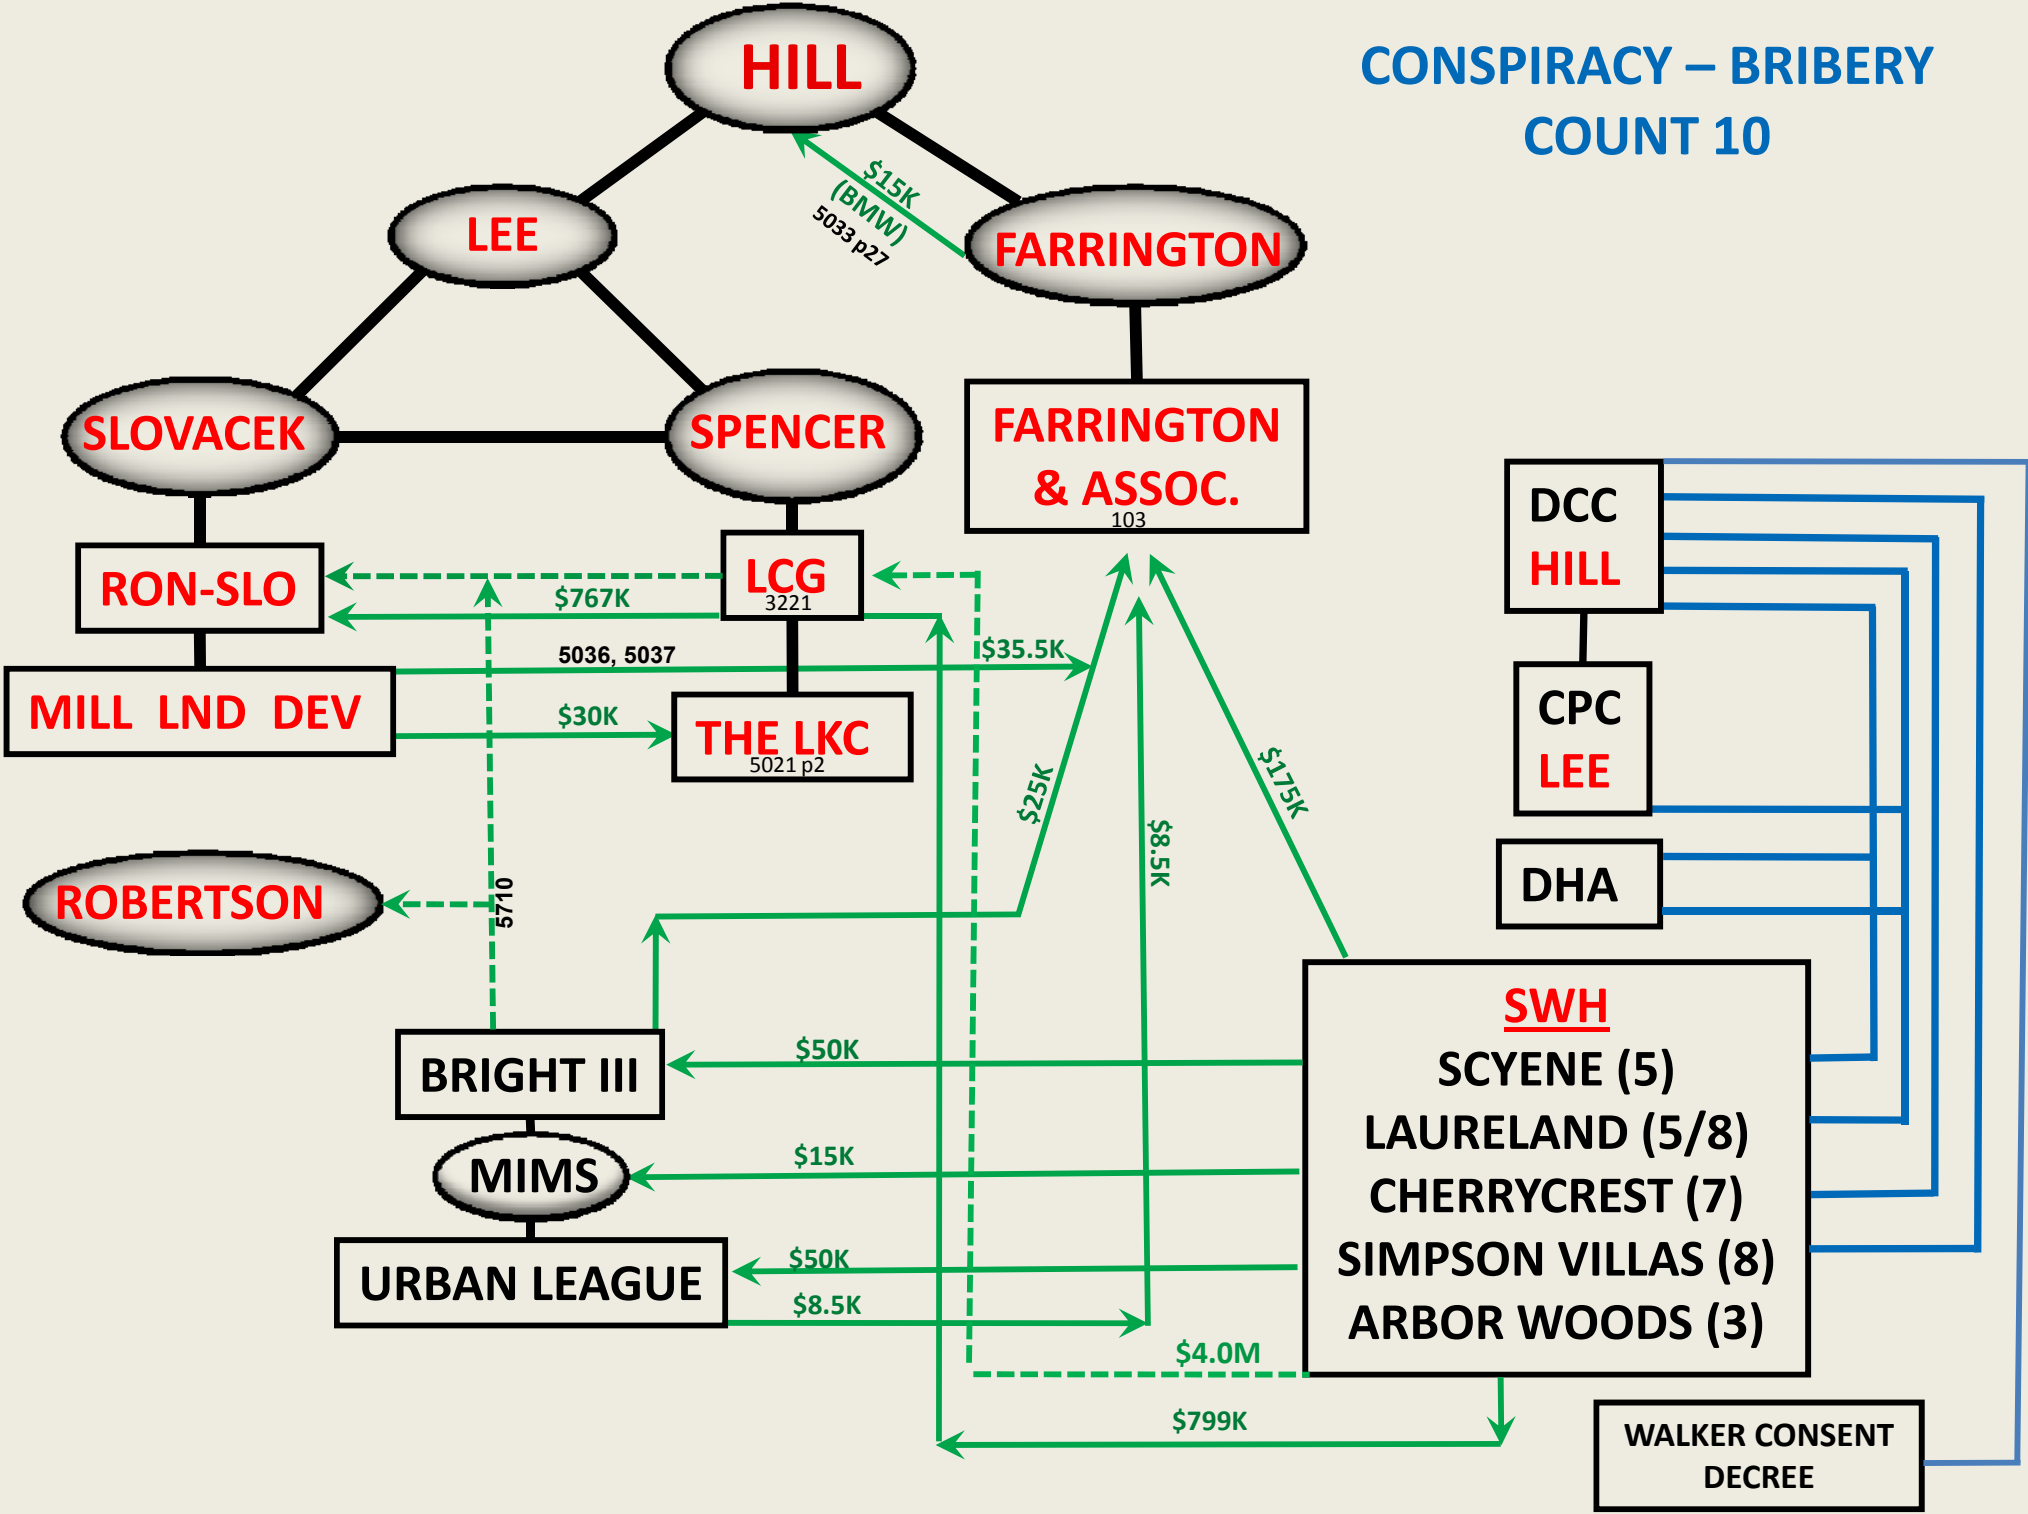 HILL
CONSPIRACY – BRIBERY
COUNT 10
$15K
(BMW)
5033 p27
LEE
FARRINGTON
SLOVACEK
SPENCER
FARRINGTON
& ASSOC.
103
DCC
HILL
RON-SLO
LCG
3221
$767K
5036, 5037
$35.5K
MILL LND DEV
$30K
THE LKC
5021 p2
CPC
LEE
$25K
$8.5K
$175K
DHA
ROBERTSON
5710
SWH
SCYENE (5)
LAURELAND (5/8)
CHERRYCREST (7)
SIMPSON VILLAS (8)
ARBOR WOODS (3)
BRIGHT III
$50K
MIMS
$15K
URBAN LEAGUE
$50K
$8.5K
$4.0M
$799K
WALKER CONSENT
DECREE